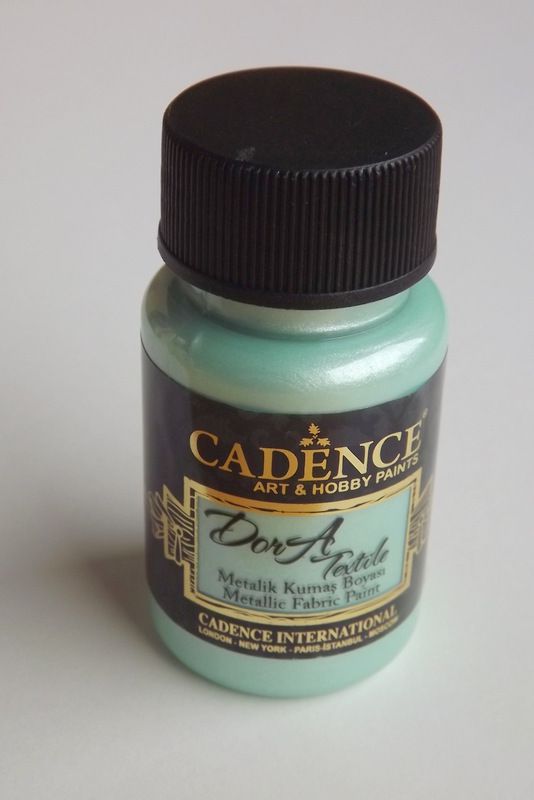 CADENCE®
ART & HOBBY PAINTS
DorA
Textile
Metalik Kumaş Boyası
Metallic Fabric Paint
CADENCE INTERNATIONAL
LONDON - NEW YORK - PARIS-İSTANBUL - MOSCOW